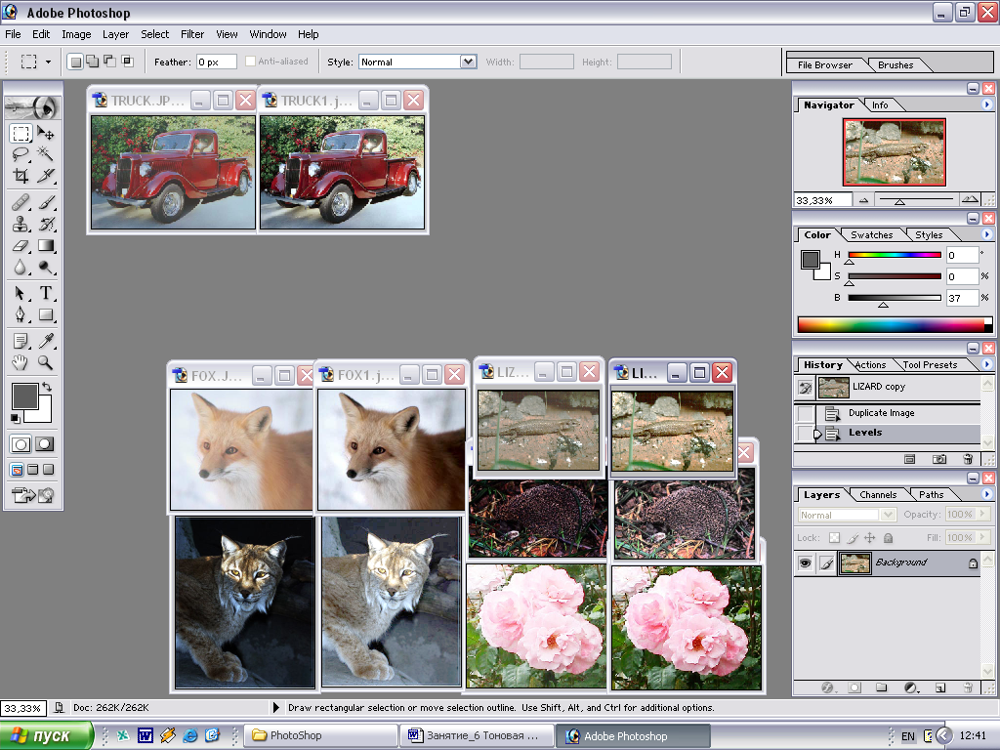 Adobe Photoshop
File Edit Image Layer Select Filter View Window Help
Feather: 0 px Anti-aliased Style: Normal Width: Height: File Browser Brushes
TRUCK.JP... TRUCK1.j...
Navigator Info
33,33%
Color Swatches Styles
H 0 °
S 0 %
B 37 %
History Actions Tool Presets
LIZARD copy
Duplicate Image
Levels
FOX.J... FOX1.j... LIZ... LI...
Layers Channels Paths
Normal Opacity: 100%
Lock: Fill: 100%
Background
33,33% Doc: 262K/262K Draw rectangular selection or move selection outline. Use Shift, Alt, and Ctrl for additional options.
пуск PhotoShop Занятие_6 Тоновая ... Adobe Photoshop EN 12:41